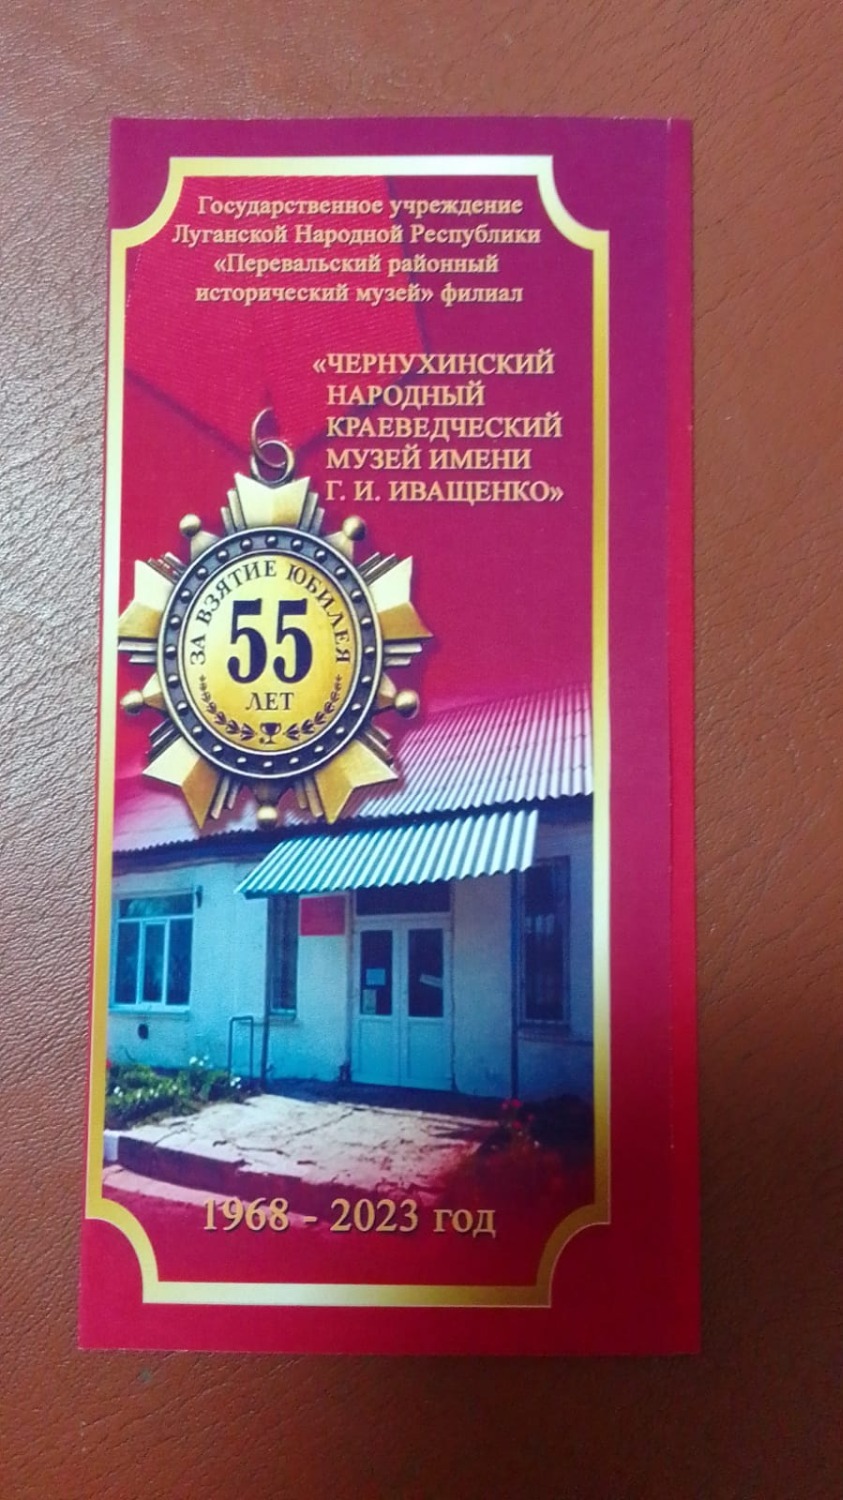 Государственное учреждение
Луганской Народной Республики
«Перевальский районный
исторический музей» филиал
«ЧЕРНУХИНСКИЙ
НАРОДНЫЙ
КРАЕВЕДЧЕСКИЙ
МУЗЕЙ ИМЕНИ
Г. И. ИВАЩЕНКО»
ЗА ВЗЯТИЕ ЮБИЛЕЯ
55
ЛЕТ
1968 - 2023 год